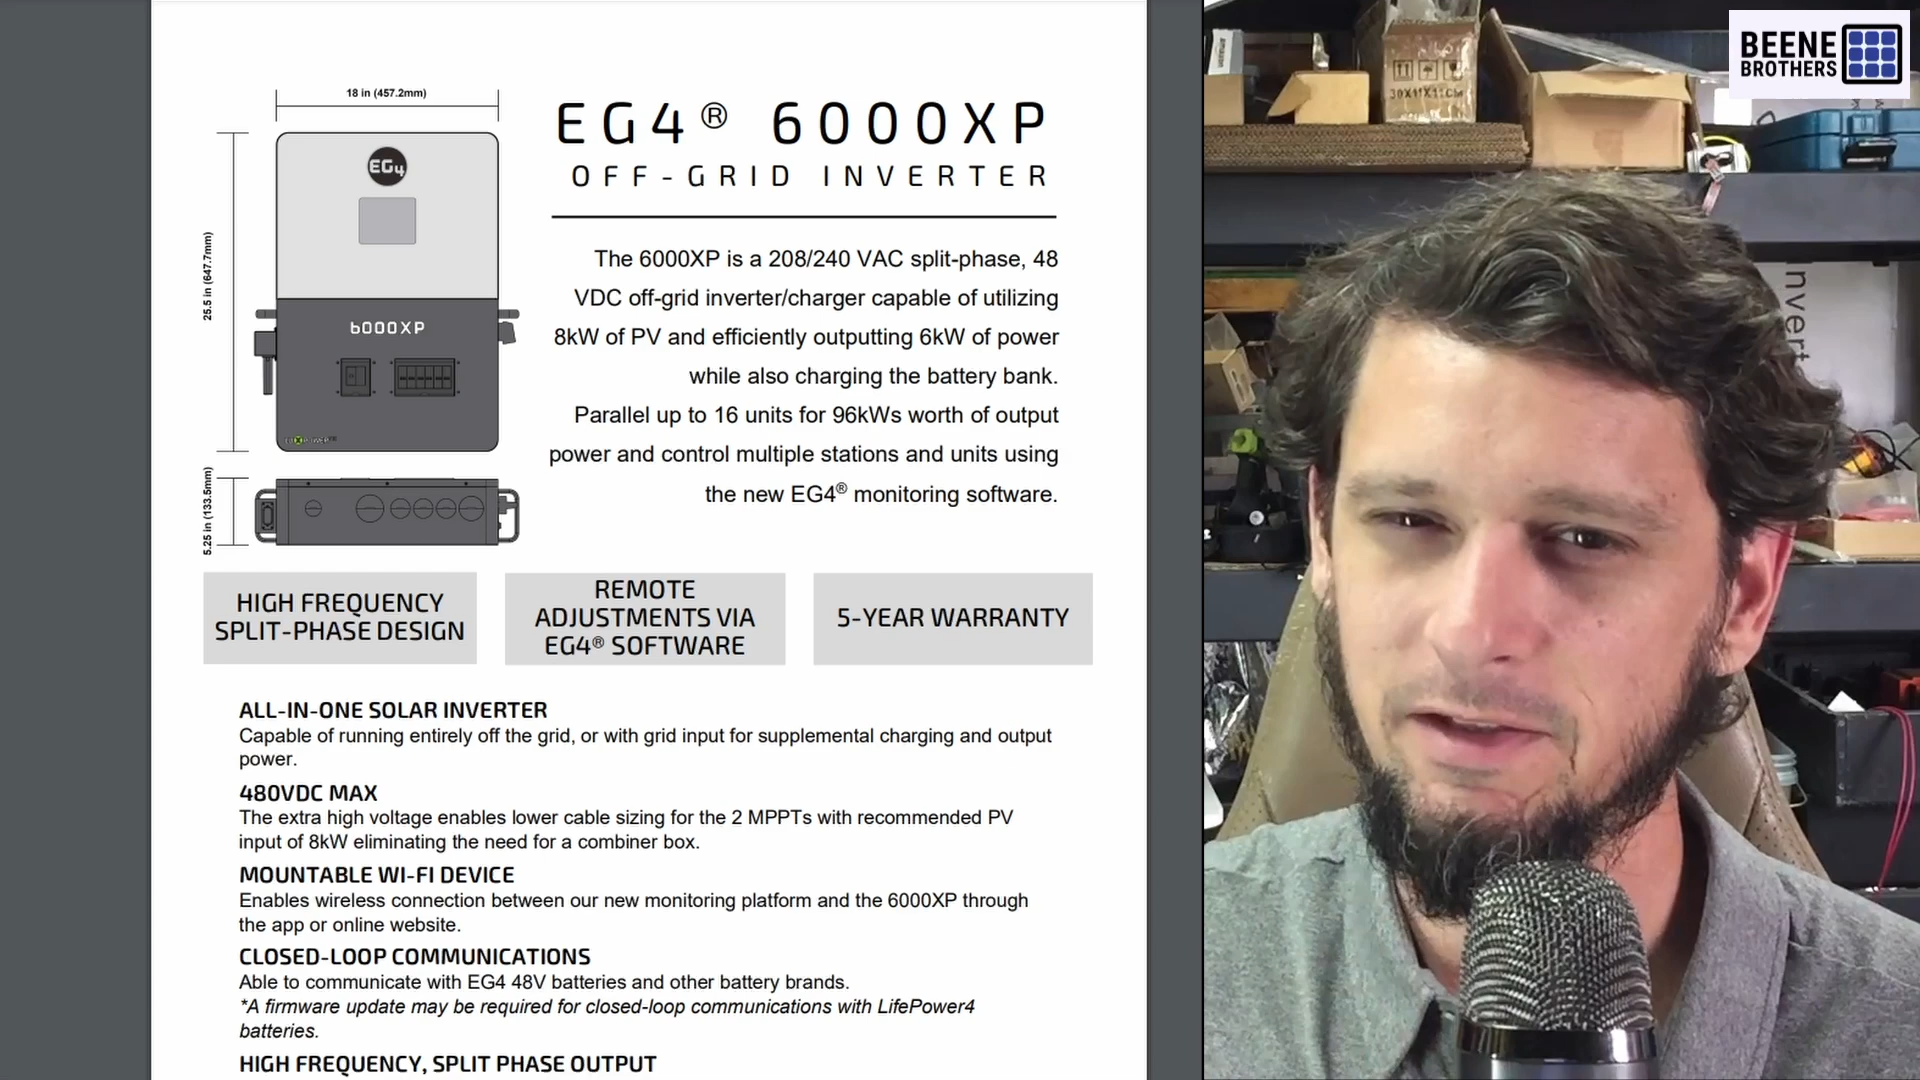 18 in (457.2mm)
25.5 in (647.7mm)
EG4
6000XP
5.25 in (133.5mm)
EG4® 6000XP
OFF-GRID INVERTER
The 6000XP is a 208/240 VAC split-phase, 48
VDC off-grid inverter/charger capable of utilizing
8kW of PV and efficiently outputting 6kW of power
while also charging the battery bank.
Parallel up to 16 units for 96kWs worth of output
power and control multiple stations and units using
the new EG4® monitoring software.
HIGH FREQUENCY
SPLIT-PHASE DESIGN
REMOTE
ADJUSTMENTS VIA
EG4® SOFTWARE
5-YEAR WARRANTY
ALL-IN-ONE SOLAR INVERTER
Capable of running entirely off the grid, or with grid input for supplemental charging and output
power.
480VDC MAX
The extra high voltage enables lower cable sizing for the 2 MPPTs with recommended PV
input of 8kW eliminating the need for a combiner box.
MOUNTABLE WI-FI DEVICE
Enables wireless connection between our new monitoring platform and the 6000XP through
the app or online website.
CLOSED-LOOP COMMUNICATIONS
Able to communicate with EG4 48V batteries and other battery brands.
*A firmware update may be required for closed-loop communications with LifePower4
batteries.
HIGH FREQUENCY, SPLIT PHASE OUTPUT
BEENE
BROTHERS
amazon
nvert